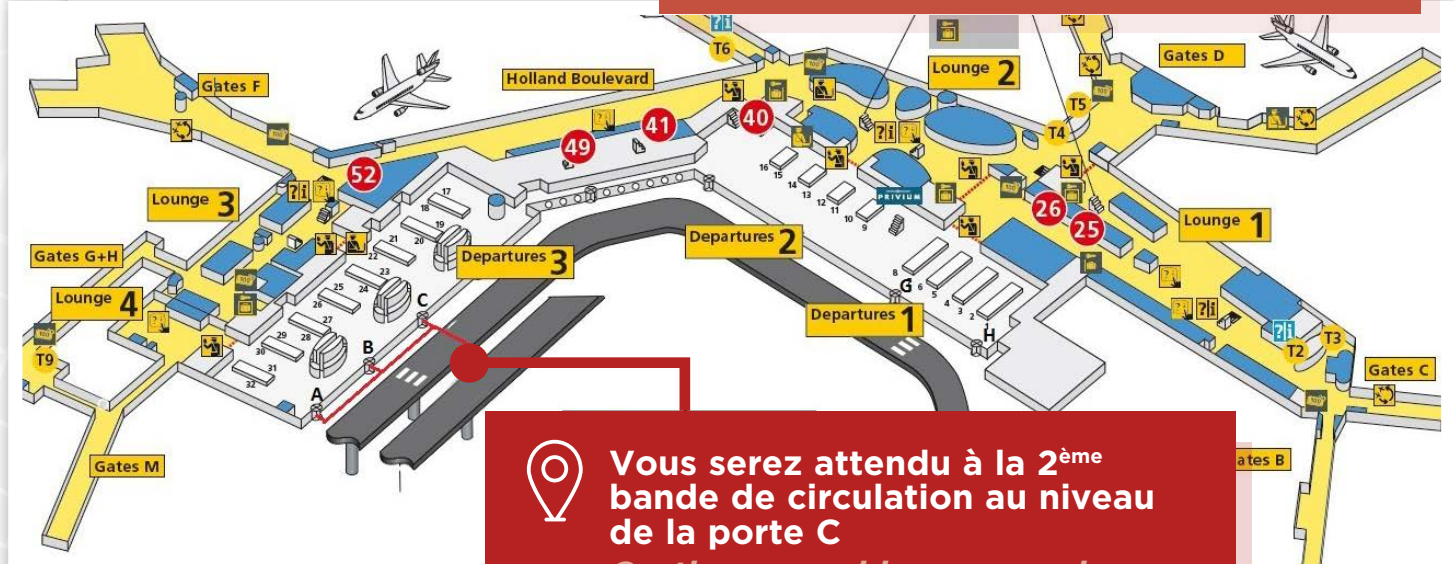 T6
Gates F
Holland Boulevard
Lounge 2
Gates D
T5
T4
40
41
49
52
PRIVIUM
26
25
Lounge 3
Lounge 1
16
15
14
13
12
11
10
9
17
18
19
20
21
22
23
24
25
26
27
28
29
30
31
32
8
6
5
4
3
2
1
Departures 3
Departures 2
Departures 1
Gates G+H
Lounge 4
T9
C
B
A
G
H
T2
T3
Gates C
Gates M
ates B
Vous serez attendu à la 2ème
bande de circulation au niveau
de la porte C